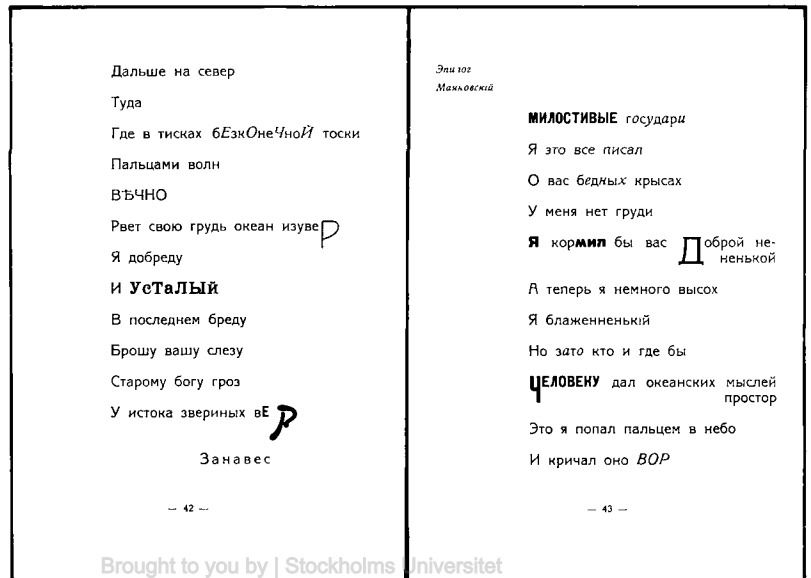 Дальше на север
Туда
Где в тисках бЕзкОнеЧноЙ тоски
Пальцами волн
ВѢЧНО
Рвет свою грудь океан изувеР
Я добреду
И УсТаЛЫй
В последнем бреду
Брошу вашу слезу
Старому богу гроз
У истока звериных вЕР
Занавес
— 42 —
Эпилог
Маяковскій
МИЛОСТИВЫЕ государи
Я это все писал
О вас бедных крысах
У меня нет груди
Я корМИЛ бы вас Доброй не-
ненькой
А теперь я немного высох
Я блаженненькій
Но зато кто и где бы
ЧЕЛОВЕКУ дал океанских мыслей
простор
Это я попал пальцем в небо
И кричал оно ВОР
— 43 —
Brought to you by | Stockholms Universitet